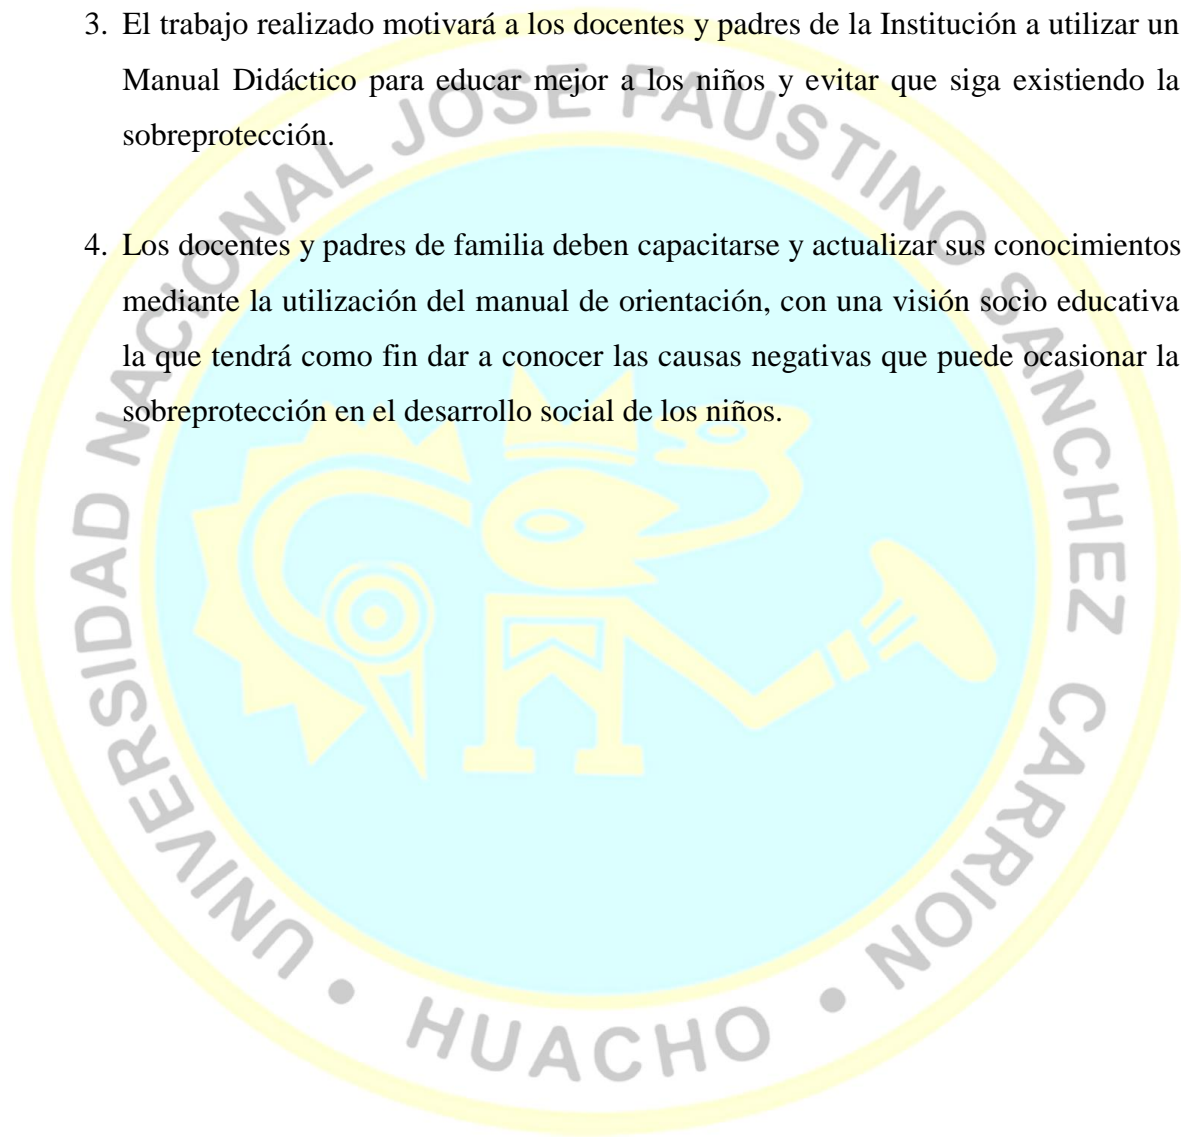 3. El trabajo realizado motivará a los docentes y padres de la Institución a utilizar un
Manual Didáctico para educar mejor a los niños y evitar que siga existiendo la
sobreprotección.
4. Los docentes y padres de familia deben capacitarse y actualizar sus conocimientos
mediante la utilización del manual de orientación, con una visión socio educativa
la que tendrá como fin dar a conocer las causas negativas que puede ocasionar la
sobreprotección en el desarrollo social de los niños.
UNIVERSIDAD NACIONAL JOSE FAUSTINO SANCHEZ CARRION
• HUACHO •